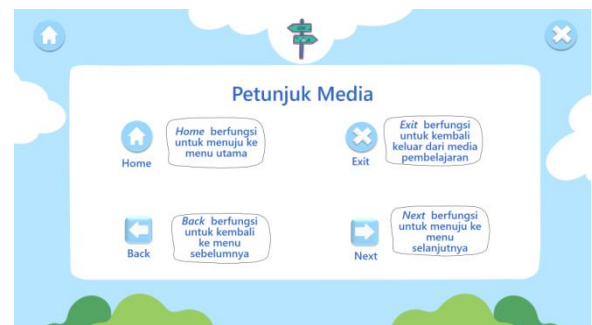 Petunjuk Media
Home berfungsi
untuk menuju ke
menu utama
Home
Exit berfungsi
untuk kembali
keluar dari media
pembelajaran
Exit
Back berfungsi
untuk kembali
ke menu
sebelumnya
Back
Next berfungsi
untuk menuju ke
menu
selanjutnya
Next